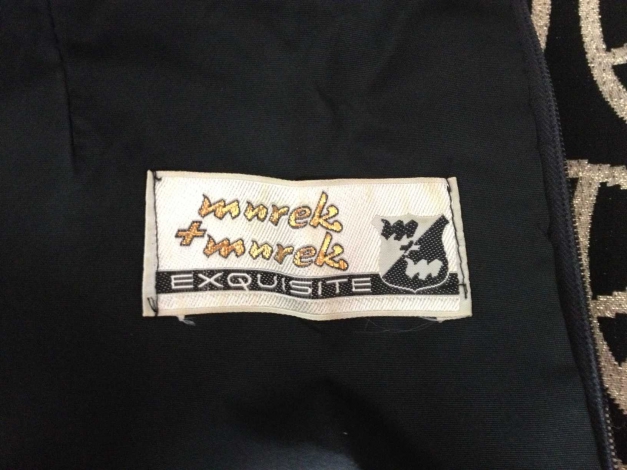 murek
+murek
EXQUISITE
m
+
m